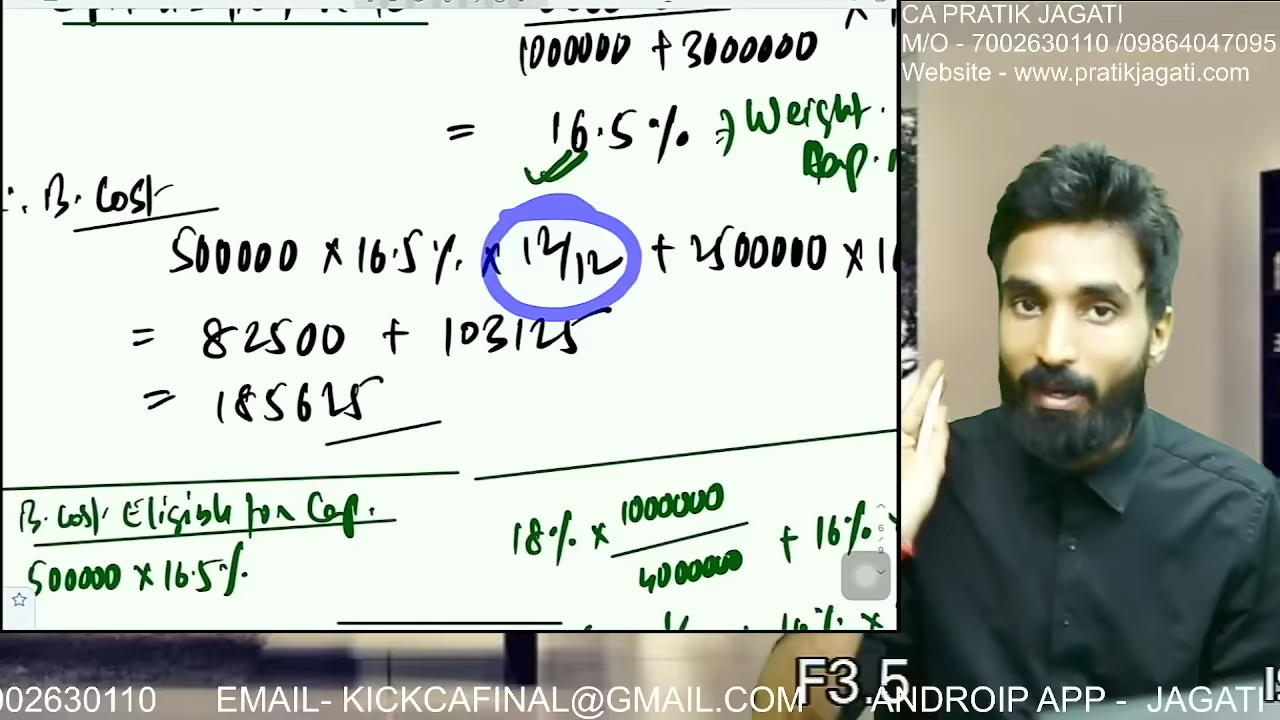 CA PRATIK JAGATI
M/O - 7002630110 /09864047095
Website - www.pratikjagati.com
1000000 + 3000000
= 16.5% ⇒ Weight.
∴ B. Cost
500000 × 16.5% × 12/12 + 2500000 × 16
= 82500 + 103125
= 185625
B. Cost Eligible for Cap.
500000 × 16.5%
18% × 1000000/4000000 + 16%
F3.5
002630110 EMAIL- KICKCAFINAL@GMAIL.COM ANDROIP APP - JAGATI